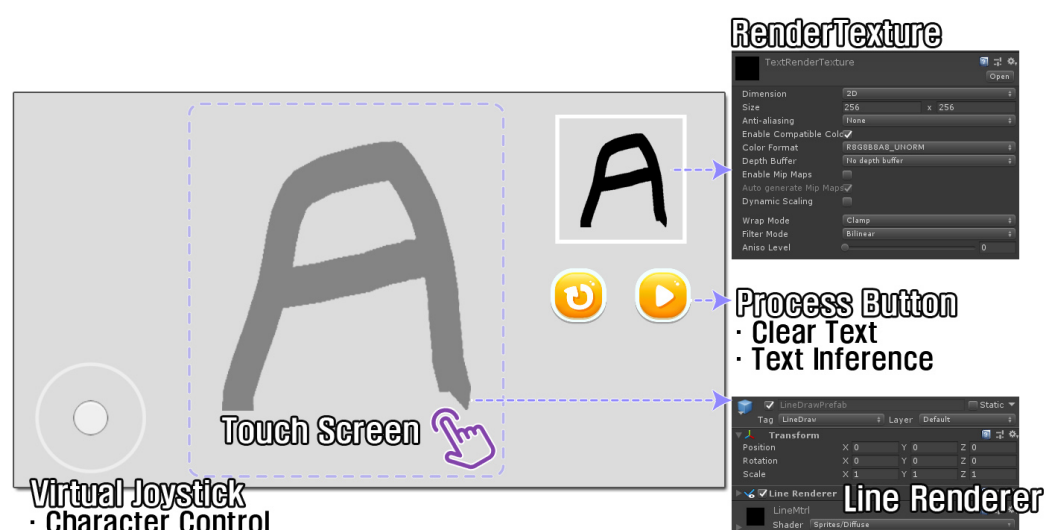 RenderTexture
TextRenderTexture
Open
Dimension 2D
Size 256 x 256
Anti-aliasing None
Enable Compatible Colo
Color Format R8G8B8A8_UNORM
Depth Buffer No depth buffer
Enable Mip Maps
Auto generate Mip Maps
Dynamic Scaling
Wrap Mode Clamp
Filter Mode Bilinear
Aniso Level 0
A
A
Process Button
· Clear Text
· Text Inference
Touch Screen
LineDrawPrefab Static
Tag LineDraw Layer Default
Transform
Position X 0 Y 0 Z 0
Rotation X 0 Y 0 Z 0
Scale X 1 Y 1 Z 1
Line Renderer
Line Renderer
LineMtrl
Shader Sprites/Diffuse
Virtual Joystick
· Character Control